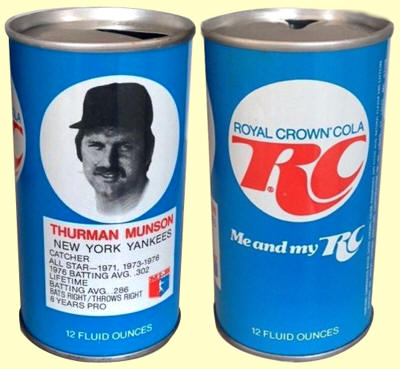 THURMAN MUNSON
NEW YORK YANKEES
CATCHER
ALL STAR—1971, 1973-1976
1976 BATTING AVG. .302
LIFETIME
BATTING AVG. .286
BATS RIGHT/THROWS RIGHT
8 YEARS PRO
12 FLUID OUNCES
ROYAL CROWN COLA
RC
®
Me and my RC
12 FLUID OUNCES